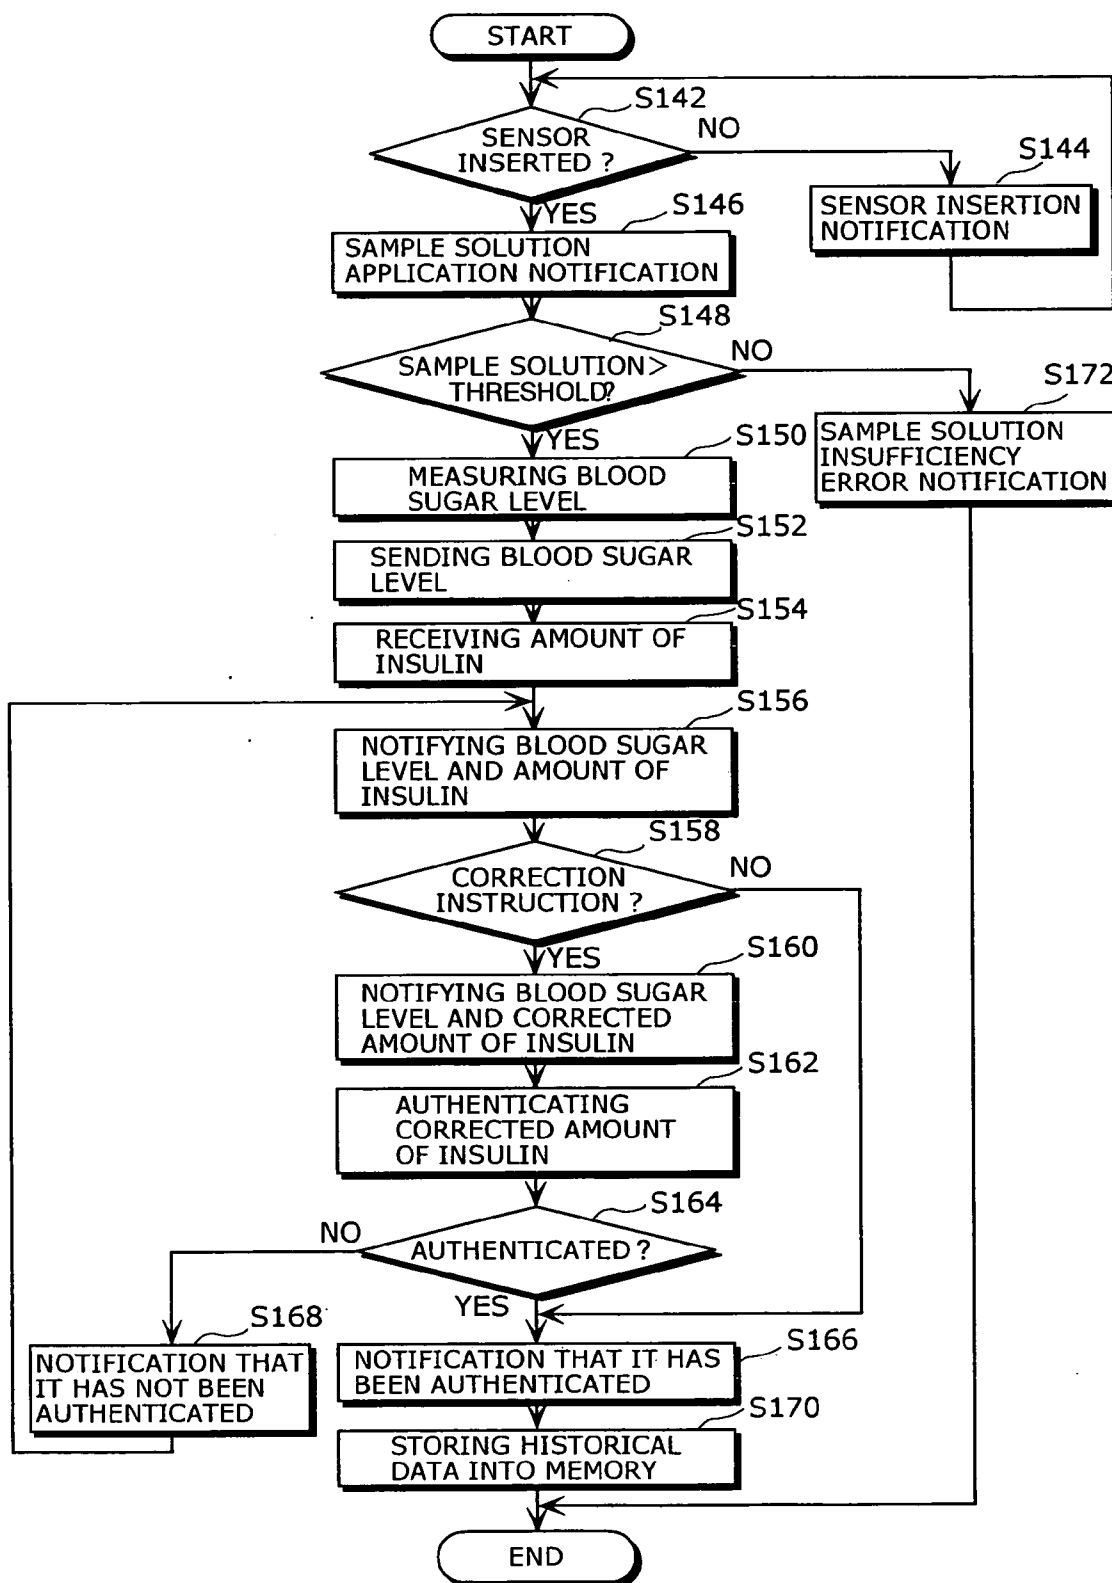 START
S142
SENSOR
INSERTED ?
NO
S144
SENSOR INSERTION
NOTIFICATION
YES
S146
SAMPLE SOLUTION
APPLICATION NOTIFICATION
S148
SAMPLE SOLUTION>
THRESHOLD?
NO
S172
SAMPLE SOLUTION
INSUFFICIENCY
ERROR NOTIFICATION
YES
S150
MEASURING BLOOD
SUGAR LEVEL
S152
SENDING BLOOD SUGAR
LEVEL
S154
RECEIVING AMOUNT OF
INSULIN
S156
NOTIFYING BLOOD SUGAR
LEVEL AND AMOUNT OF
INSULIN
S158
CORRECTION
INSTRUCTION ?
NO
YES
S160
NOTIFYING BLOOD SUGAR
LEVEL AND CORRECTED
AMOUNT OF INSULIN
S162
AUTHENTICATING
CORRECTED AMOUNT
OF INSULIN
S164
AUTHENTICATED ?
NO
YES
S168
NOTIFICATION THAT
IT HAS NOT BEEN
AUTHENTICATED
S166
NOTIFICATION THAT IT HAS
BEEN AUTHENTICATED
S170
STORING HISTORICAL
DATA INTO MEMORY
END